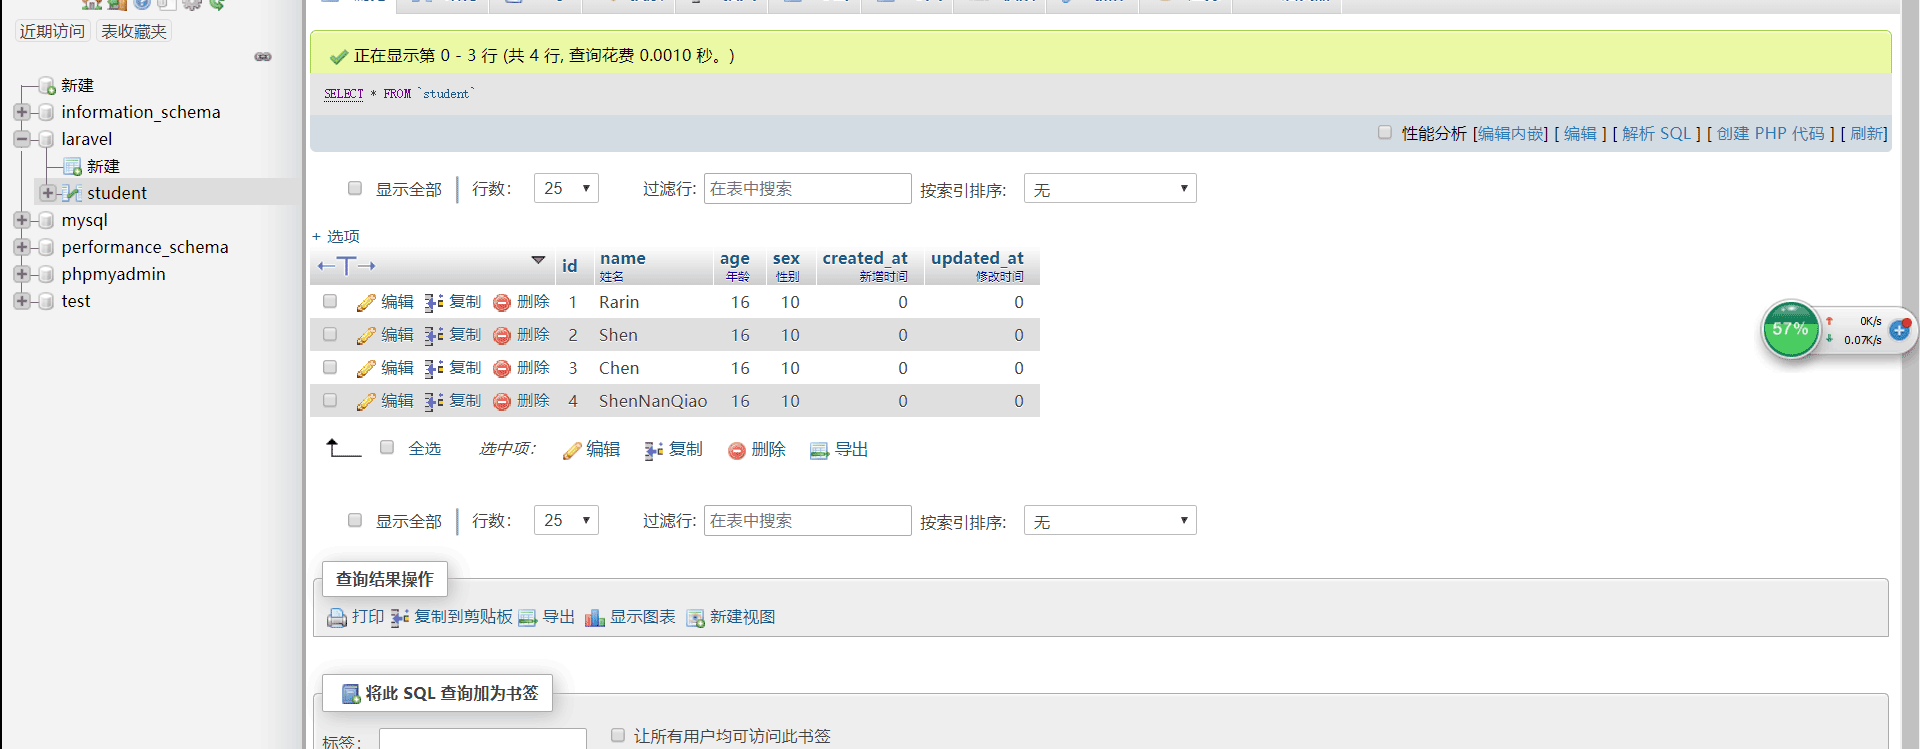 近期访问 表收藏夹
新建
information_schema
laravel
新建
student
mysql
performance_schema
phpmyadmin
test
正在显示第 0 - 3 行 (共 4 行, 查询花费 0.0010 秒。)
SELECT * FROM `student`
性能分析 [编辑内嵌] [ 编辑 ] [ 解析 SQL ] [ 创建 PHP 代码 ] [ 刷新]
显示全部 行数: 25 过滤行: 在表中搜索 按索引排序: 无
+ 选项
id name age sex created_at updated_at
姓名 年龄 性别 新增时间 修改时间
编辑 复制 删除 1 Rarin 16 10 0 0
编辑 复制 删除 2 Shen 16 10 0 0
编辑 复制 删除 3 Chen 16 10 0 0
编辑 复制 删除 4 ShenNanQiao 16 10 0 0
全选 选中项: 编辑 复制 删除 导出
显示全部 行数: 25 过滤行: 在表中搜索 按索引排序: 无
查询结果操作
打印 复制到剪贴板 导出 显示图表 新建视图
将此 SQL 查询加为书签
标签: 让所有用户均可访问此书签
57% 0K/s
0.07K/s